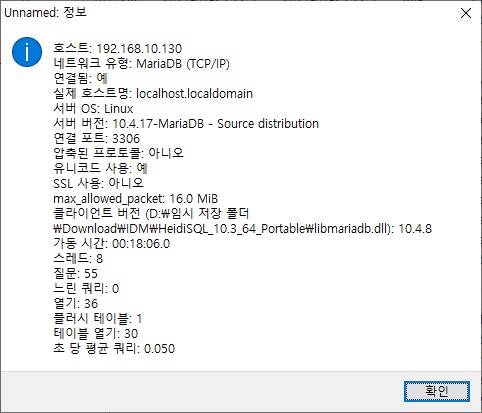 Unnamed: 정보
호스트: 192.168.10.130
네트워크 유형: MariaDB (TCP/IP)
연결됨: 예
실제 호스트명: localhost.localdomain
서버 OS: Linux
서버 버전: 10.4.17-MariaDB - Source distribution
연결 포트: 3306
압축된 프로토콜: 아니오
유니코드 사용: 예
SSL 사용: 아니오
max_allowed_packet: 16.0 MiB
클라이언트 버전 (D:₩임시 저장 폴더
₩Download₩IDM₩HeidiSQL_10.3_64_Portable₩libmariadb.dll): 10.4.8
가동 시간: 00:18:06.0
스레드: 8
질문: 55
느린 쿼리: 0
열기: 36
플러시 테이블: 1
테이블 열기: 30
초 당 평균 쿼리: 0.050
확인